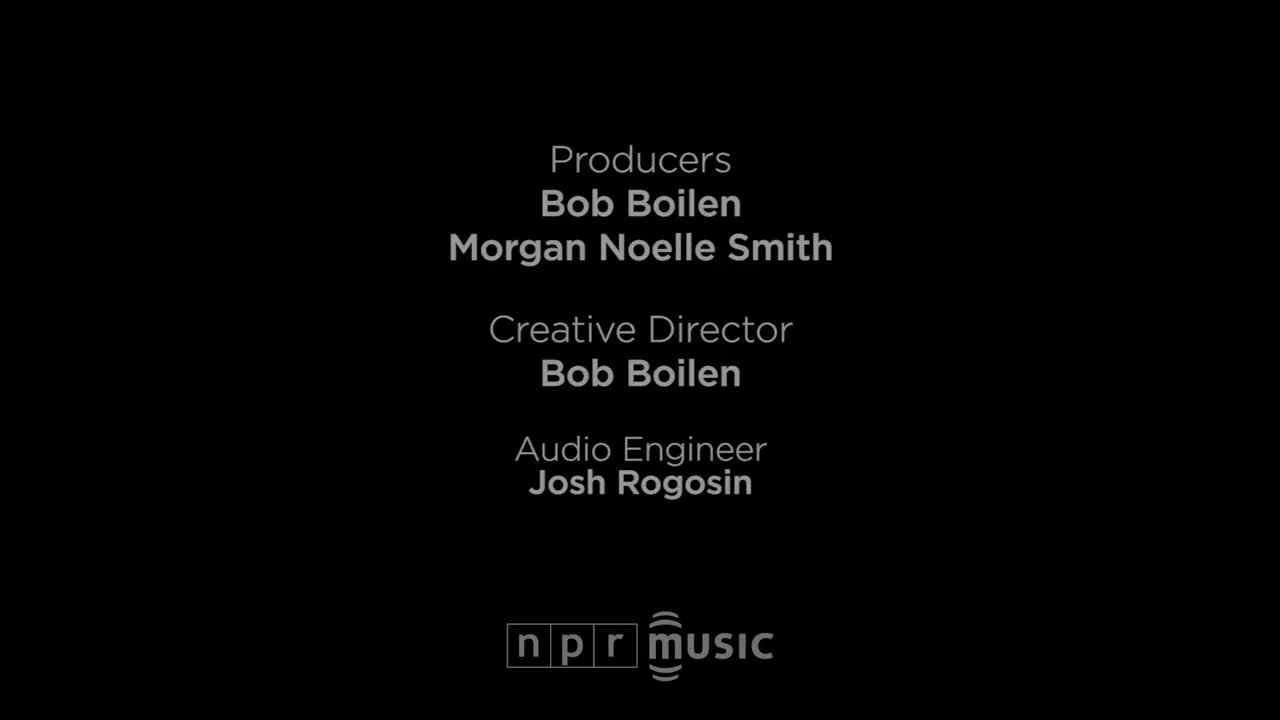 Producers
Bob Boilen
Morgan Noelle Smith
Creative Director
Bob Boilen
Audio Engineer
Josh Rogosin
npr music